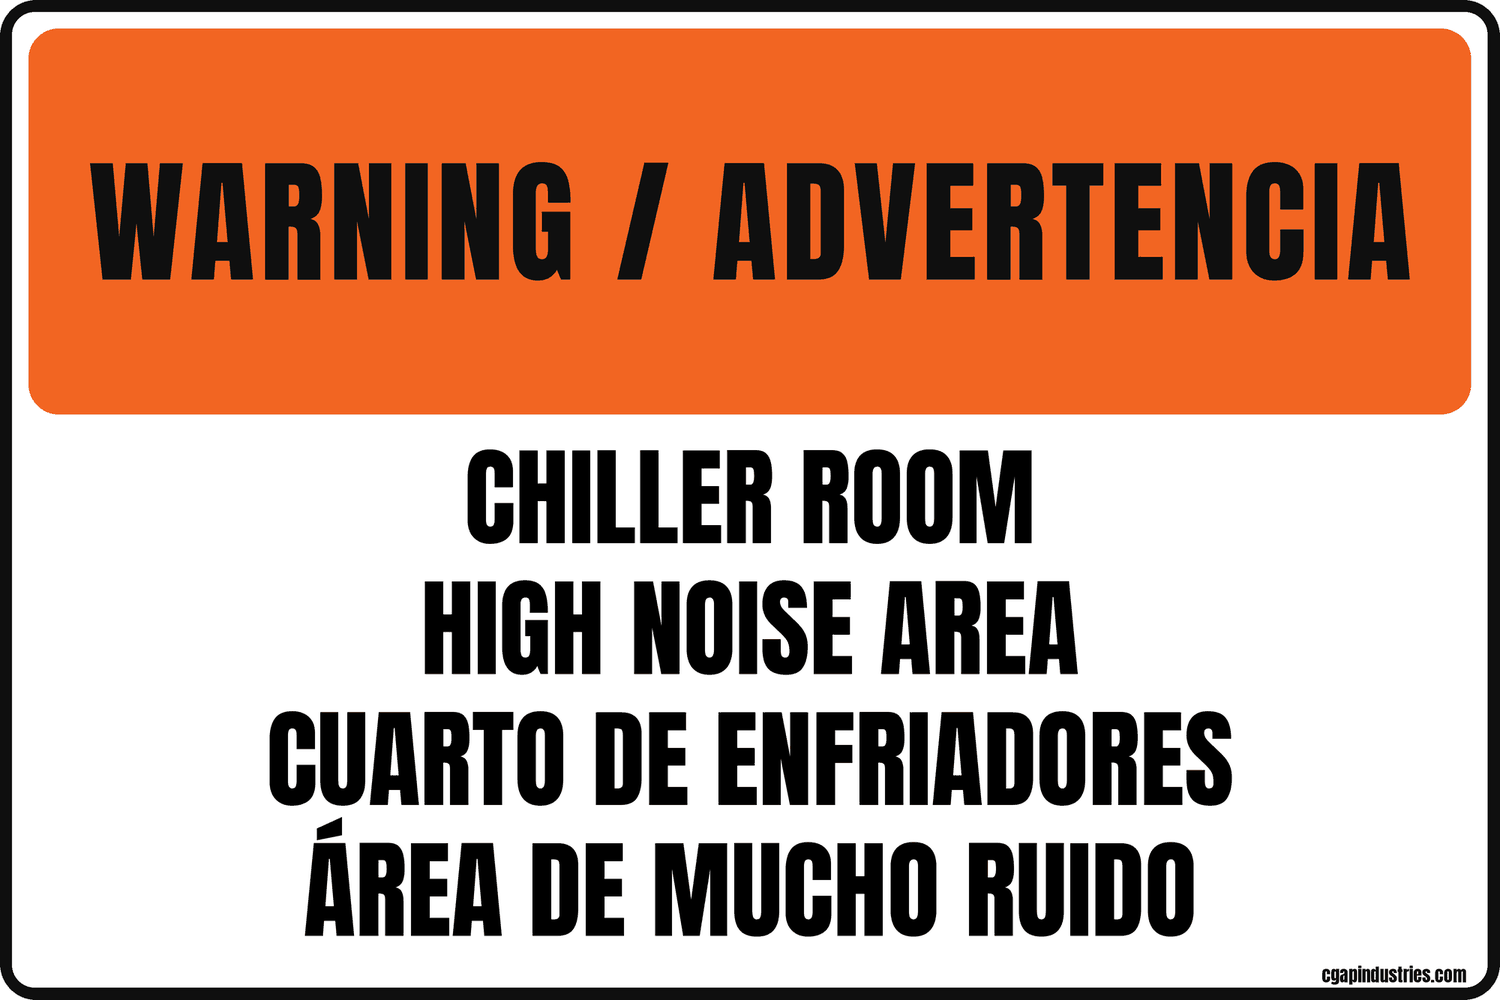 WARNING / ADVERTENCIA
CHILLER ROOM
HIGH NOISE AREA
CUARTO DE ENFRIADORES
ÁREA DE MUCHO RUIDO
cgapindustries.com